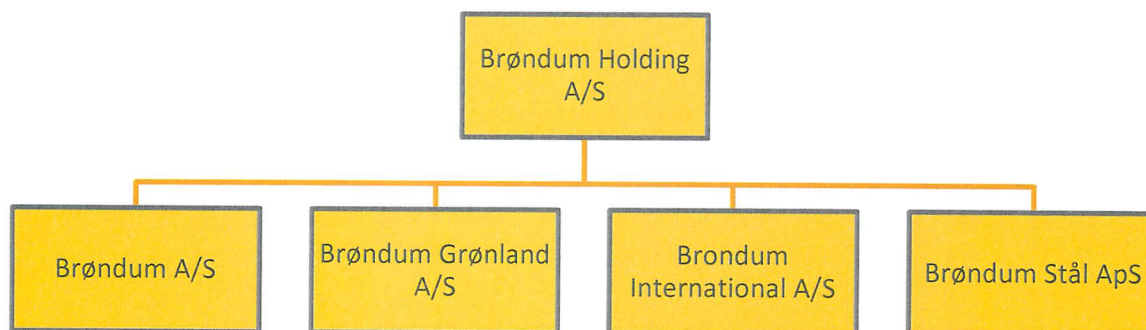 Brøndum Holding
A/S
Brøndum A/S
Brøndum Grønland
A/S
Brondum
International A/S
Brøndum Stål ApS